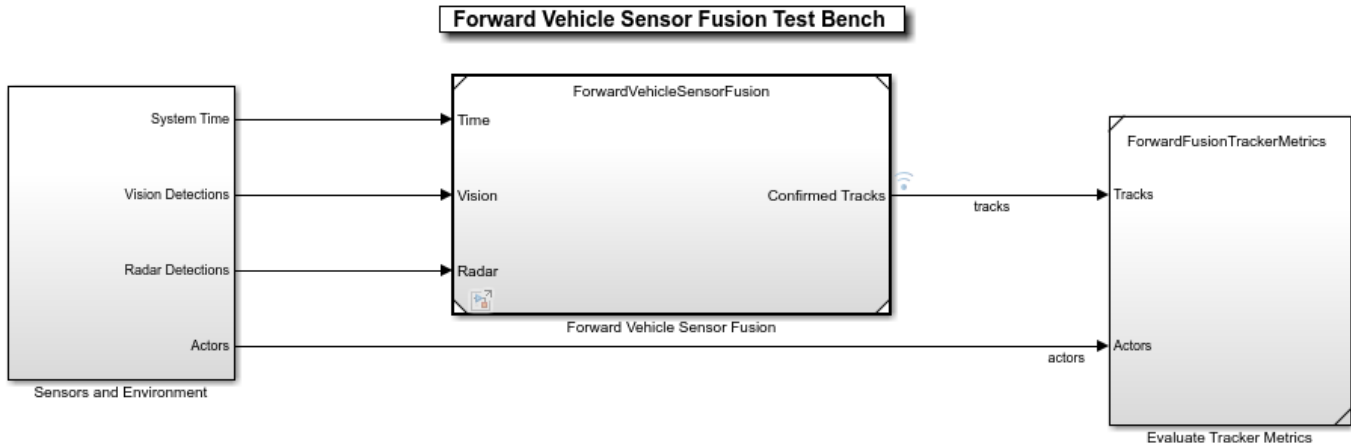 Forward Vehicle Sensor Fusion Test Bench
System Time
Vision Detections
Radar Detections
Actors
Sensors and Environment
ForwardVehicleSensorFusion
Time
Vision
Radar
Confirmed Tracks
Forward Vehicle Sensor Fusion
tracks
actors
ForwardFusionTrackerMetrics
Tracks
Actors
Evaluate Tracker Metrics